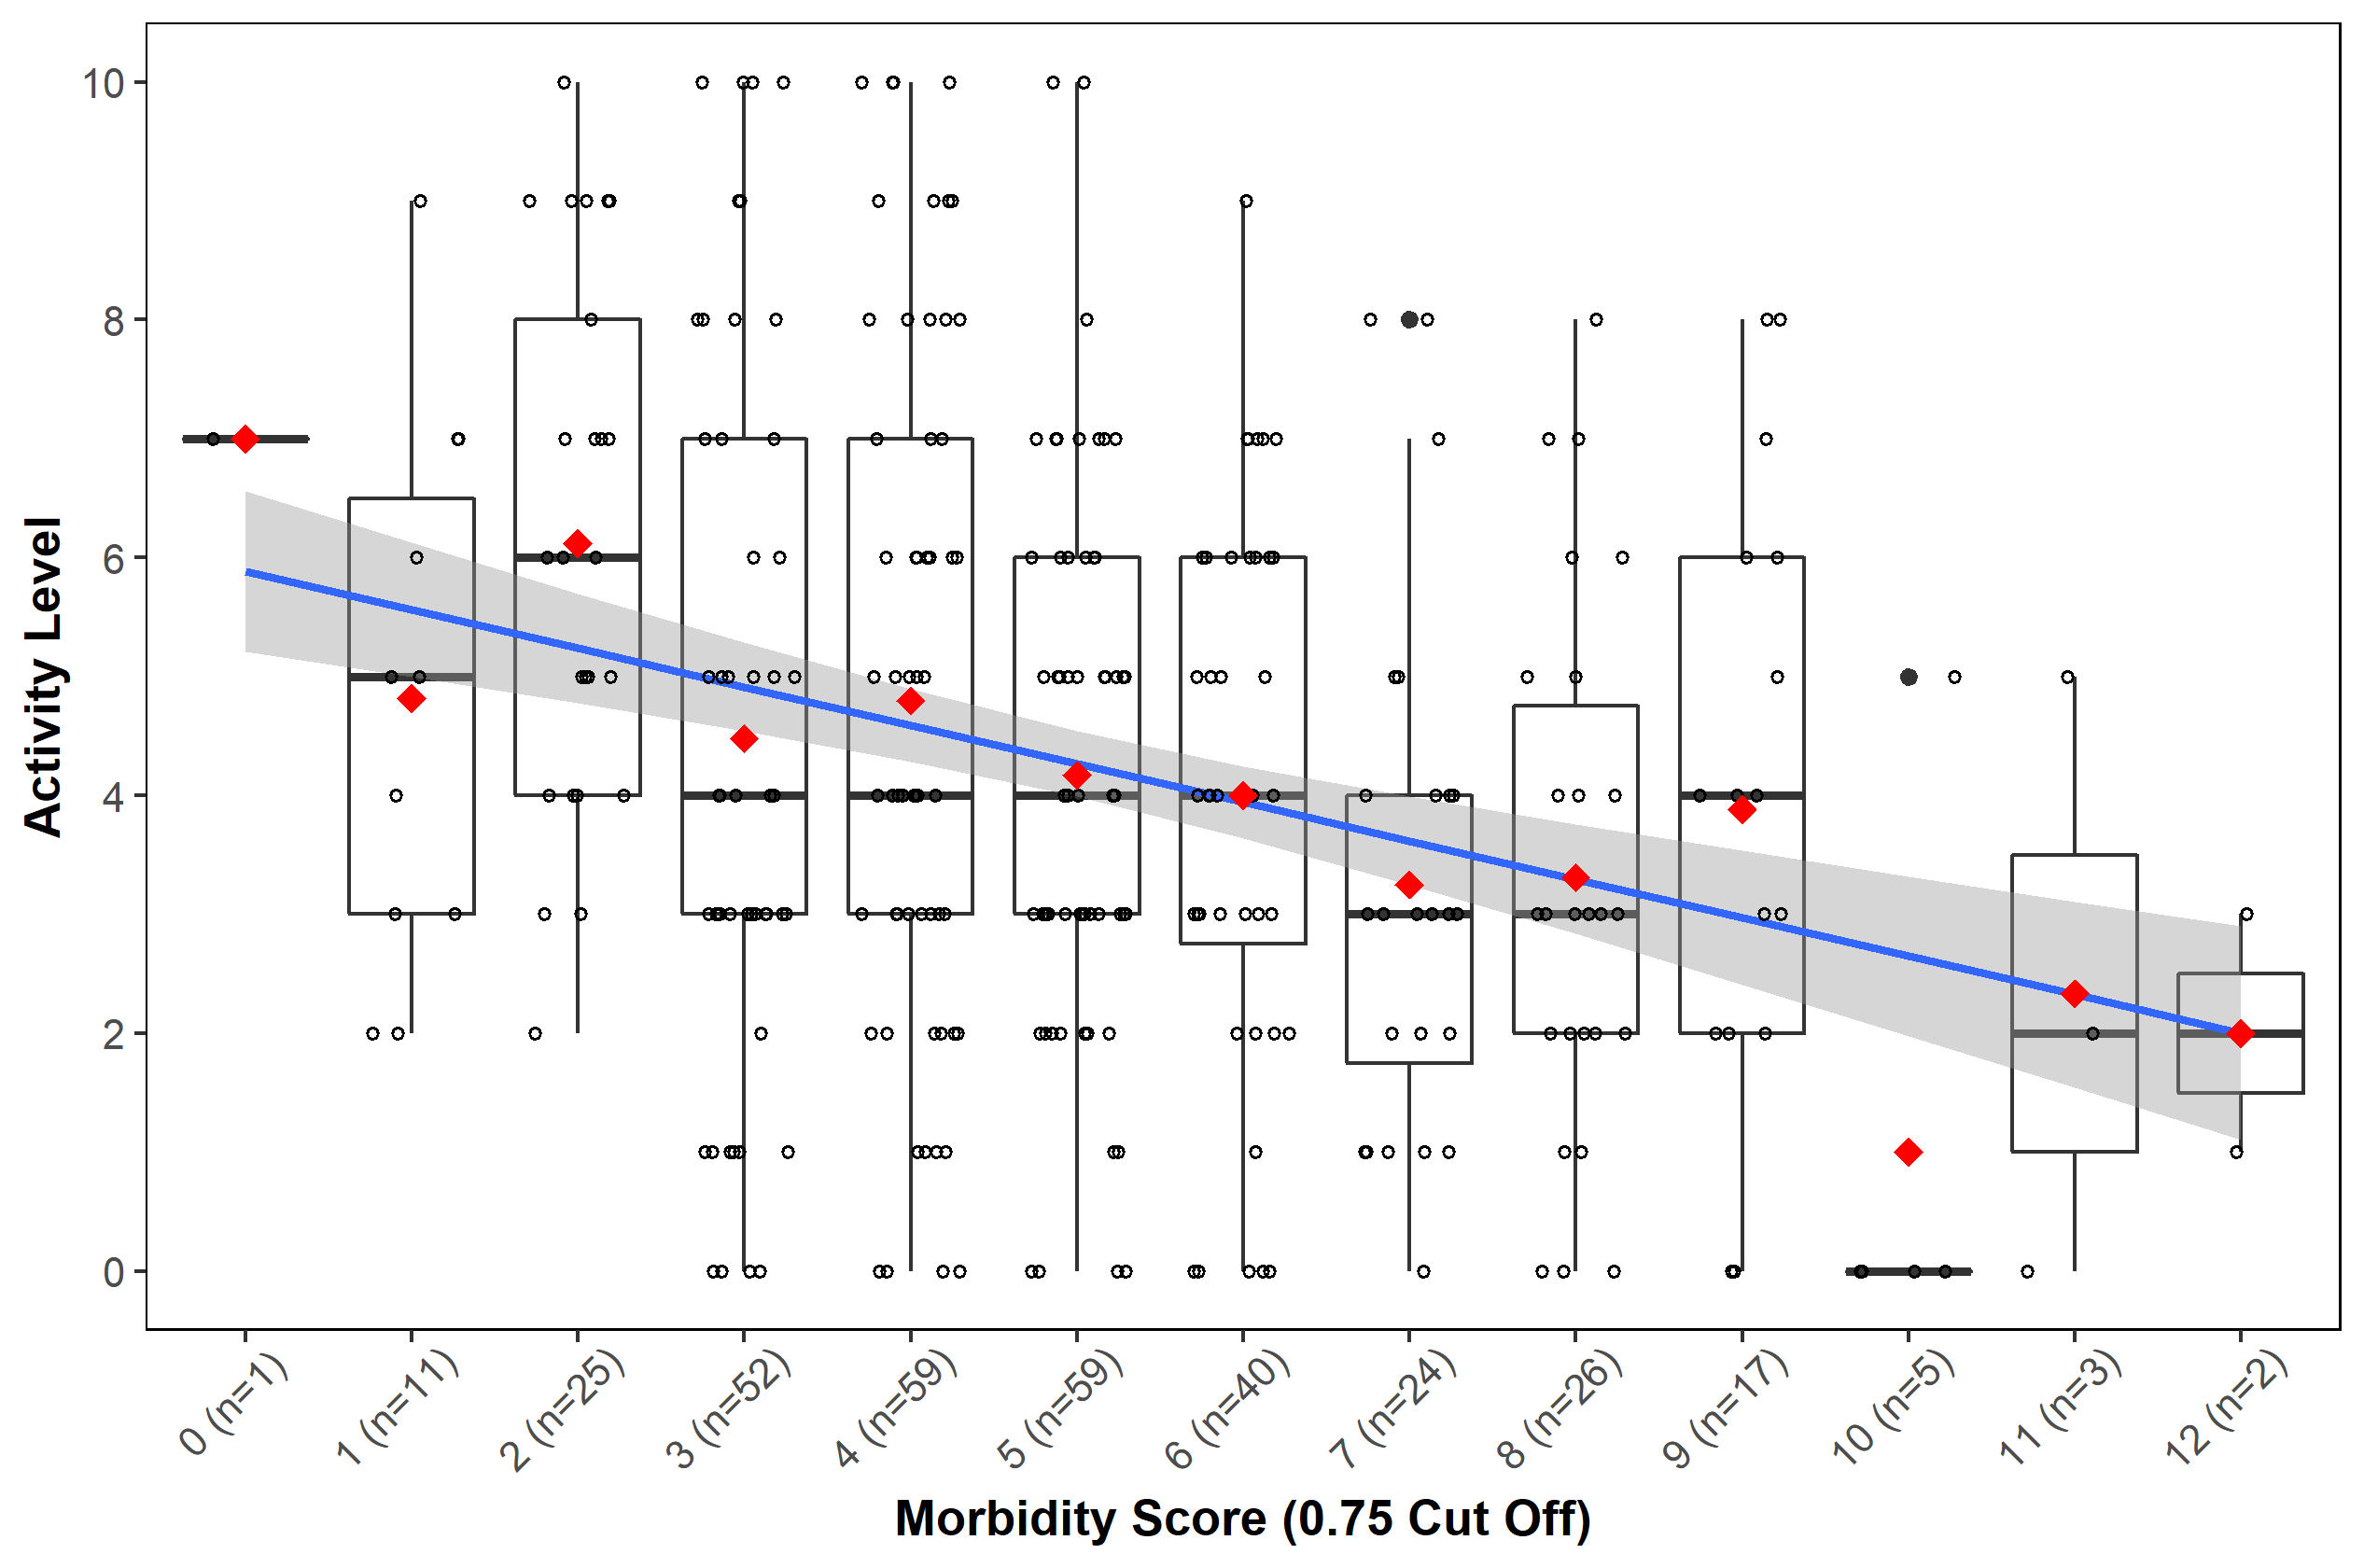 Activity Level
10
8
6
4
2
0
0 (n=1)
1 (n=11)
2 (n=25)
3 (n=52)
4 (n=59)
5 (n=59)
6 (n=40)
7 (n=24)
8 (n=26)
9 (n=17)
10 (n=5)
11 (n=3)
12 (n=2)
Morbidity Score (0.75 Cut Off)